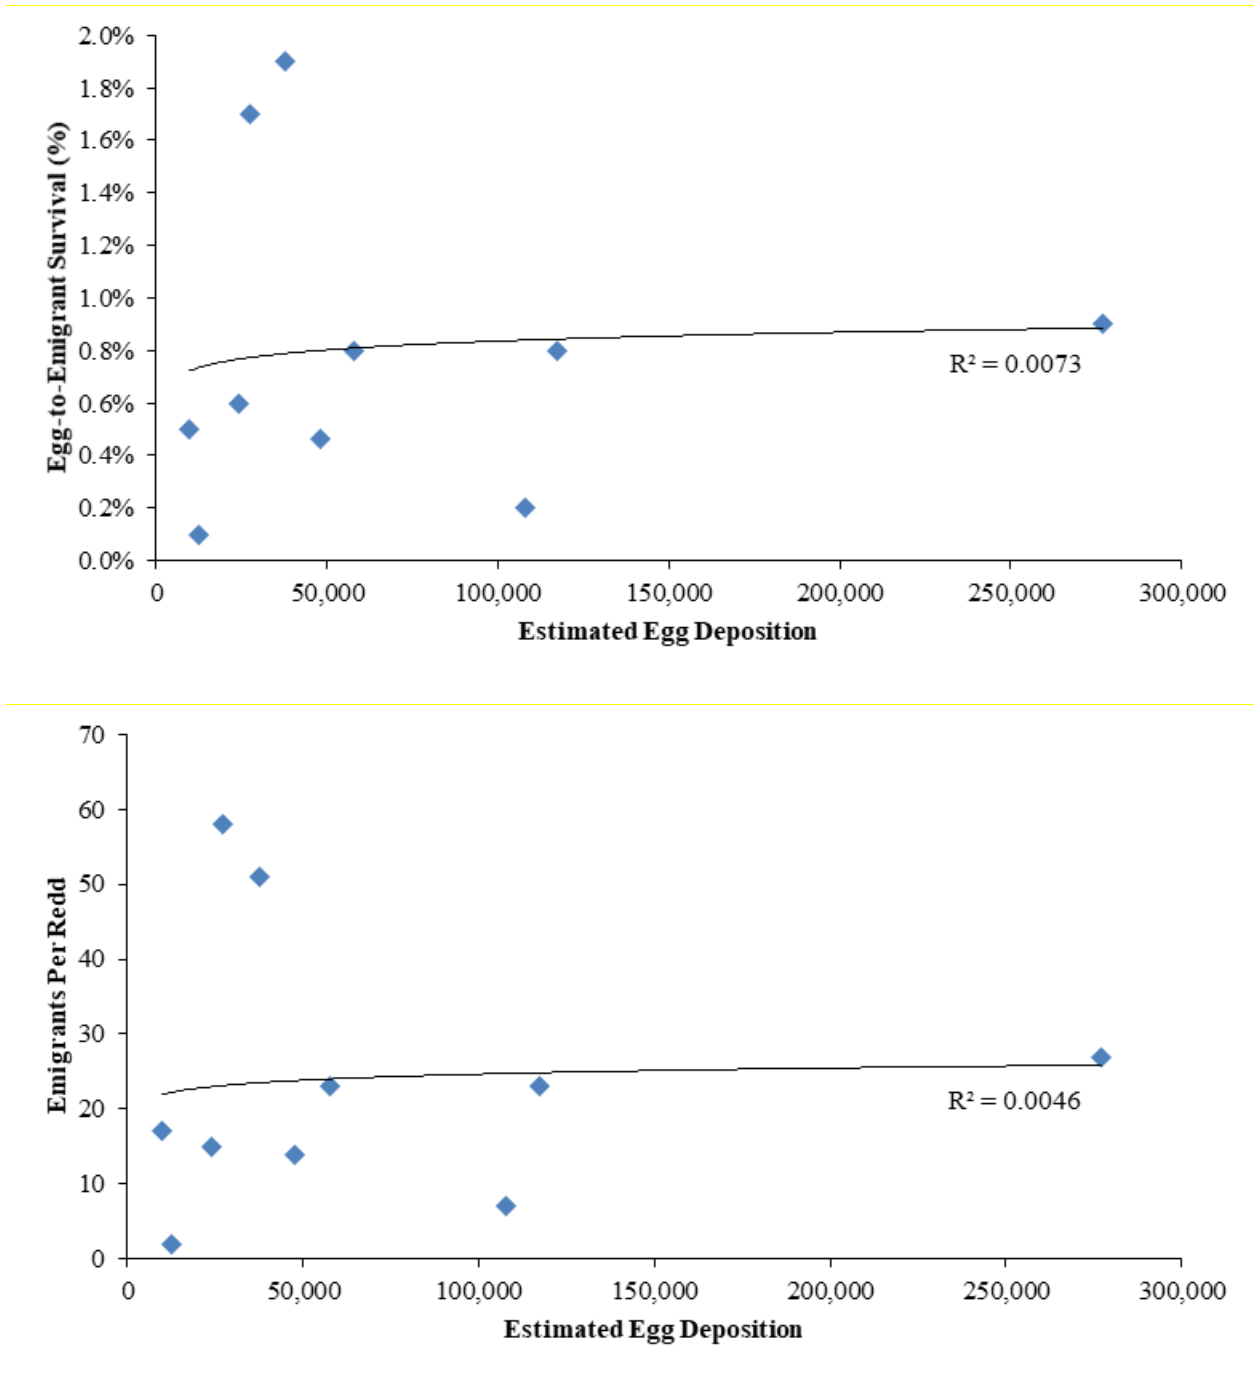 2.0%
1.8%
1.6%
1.4%
1.2%
1.0%
0.8%
0.6%
0.4%
0.2%
0.0%
Egg-to-Emigrant Survival (%)
R² = 0.0073
0 50,000 100,000 150,000 200,000 250,000 300,000
Estimated Egg Deposition
70
60
50
40
30
20
10
0
Emigrants Per Redd
R² = 0.0046
0 50,000 100,000 150,000 200,000 250,000 300,000
Estimated Egg Deposition